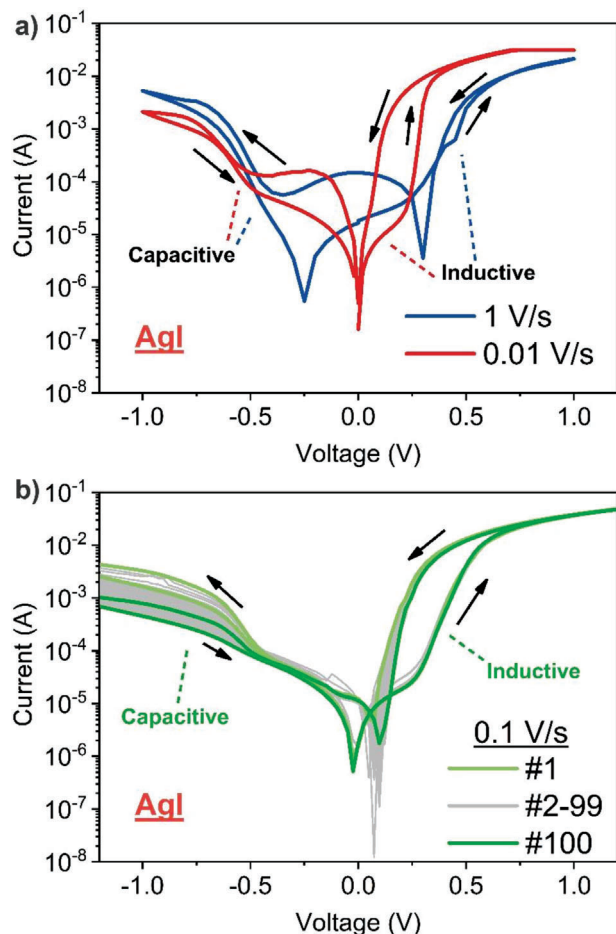 a)
10⁻¹
10⁻²
10⁻³
10⁻⁴
10⁻⁵
10⁻⁶
10⁻⁷
10⁻⁸
Current (A)
Capacitive
Inductive
AgI
1 V/s
0.01 V/s
-1.0 -0.5 0.0 0.5 1.0
Voltage (V)
b)
10⁻¹
10⁻²
10⁻³
10⁻⁴
10⁻⁵
10⁻⁶
10⁻⁷
10⁻⁸
Current (A)
Capacitive
Inductive
AgI
0.1 V/s
#1
#2-99
#100
-1.0 -0.5 0.0 0.5 1.0
Voltage (V)